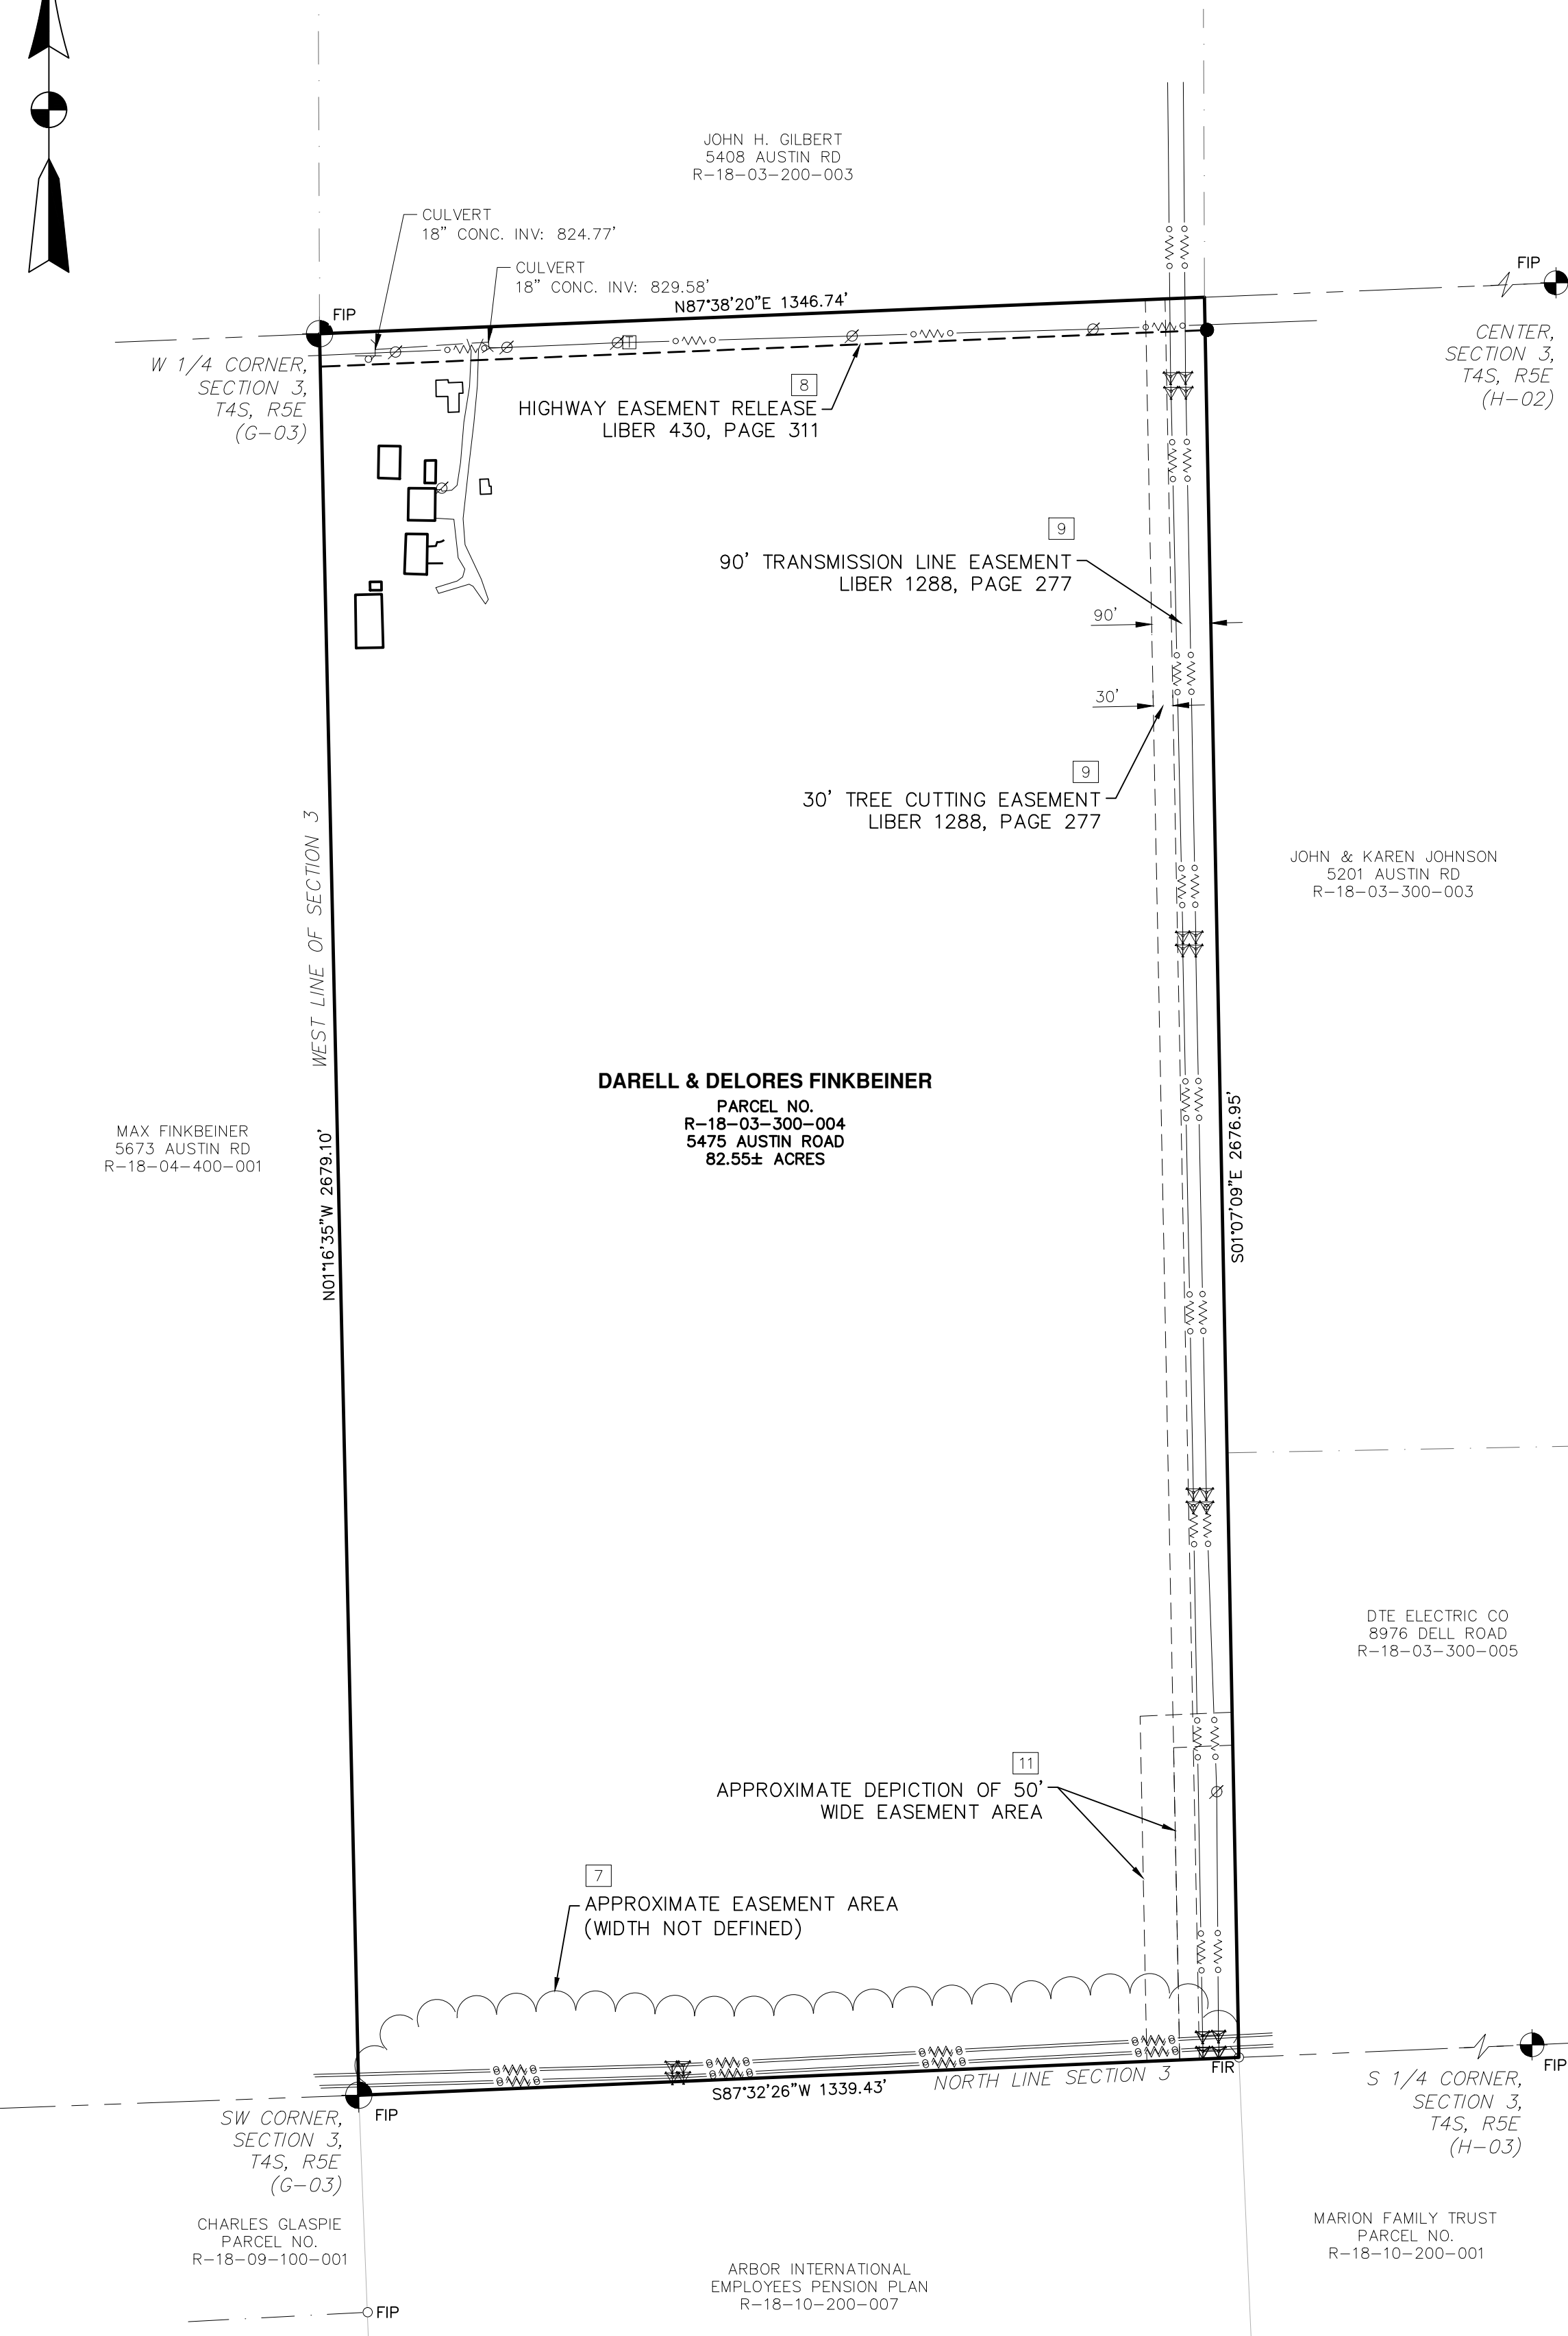 JOHN H. GILBERT
5408 AUSTIN RD
R-18-03-200-003
CULVERT
18" CONC. INV: 824.77'
CULVERT
18" CONC. INV: 829.58'
N87°38'20"E 1346.74'
FIP
FIP
W 1/4 CORNER,
SECTION 3,
T4S, R5E
(G-03)
CENTER,
SECTION 3,
T4S, R5E
(H-02)
T
8
HIGHWAY EASEMENT RELEASE
LIBER 430, PAGE 311
9
90' TRANSMISSION LINE EASEMENT
LIBER 1288, PAGE 277
90'
30'
9
30' TREE CUTTING EASEMENT
LIBER 1288, PAGE 277
WEST LINE OF SECTION 3
JOHN & KAREN JOHNSON
5201 AUSTIN RD
R-18-03-300-003
DARELL & DELORES FINKBEINER
PARCEL NO.
R-18-03-300-004
5475 AUSTIN ROAD
82.55± ACRES
MAX FINKBEINER
5673 AUSTIN RD
R-18-04-400-001
N01°16'35"W 2679.10'
S01°07'09"E 2676.95'
DTE ELECTRIC CO
8976 DELL ROAD
R-18-03-300-005
11
APPROXIMATE DEPICTION OF 50'
WIDE EASEMENT AREA
7
APPROXIMATE EASEMENT AREA
(WIDTH NOT DEFINED)
FIR
FIP
S87°32'26"W 1339.43'
NORTH LINE SECTION 3
FIP
SW CORNER,
SECTION 3,
T4S, R5E
(G-03)
S 1/4 CORNER,
SECTION 3,
T4S, R5E
(H-03)
CHARLES GLASPIE
PARCEL NO.
R-18-09-100-001
MARION FAMILY TRUST
PARCEL NO.
R-18-10-200-001
ARBOR INTERNATIONAL
EMPLOYEES PENSION PLAN
R-18-10-200-007
FIP